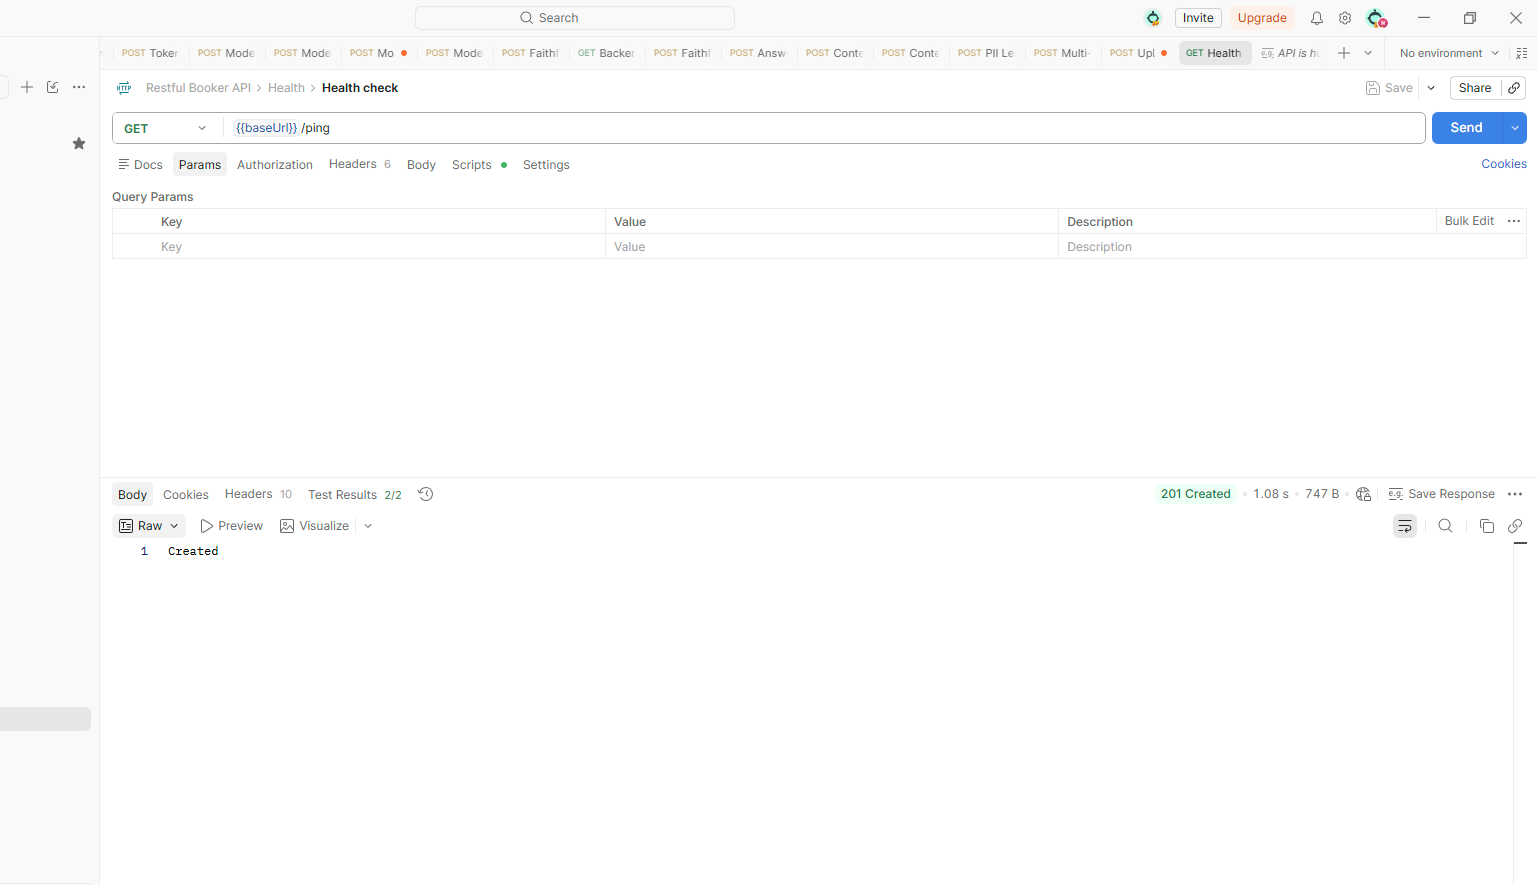 Search
Invite
Upgrade
POST Token
POST Mode
POST Mode
POST Mo
POST Mode
POST Faithf
GET Backer
POST Faithf
POST Answ
POST Conte
POST Conte
POST PII Le
POST Multi-
POST Upl
GET Health
e.g. API is he
No environment
HTTP
Restful Booker API > Health > Health check
Save
Share
GET
{{baseUrl}} /ping
Send
Docs
Params
Authorization
Headers 6
Body
Scripts
Settings
Cookies
Query Params
Key
Value
Description
Bulk Edit
Key
Value
Description
Body
Cookies
Headers 10
Test Results 2/2
201 Created
1.08 s
747 B
e.g. Save Response
Raw
Preview
Visualize
1 Created